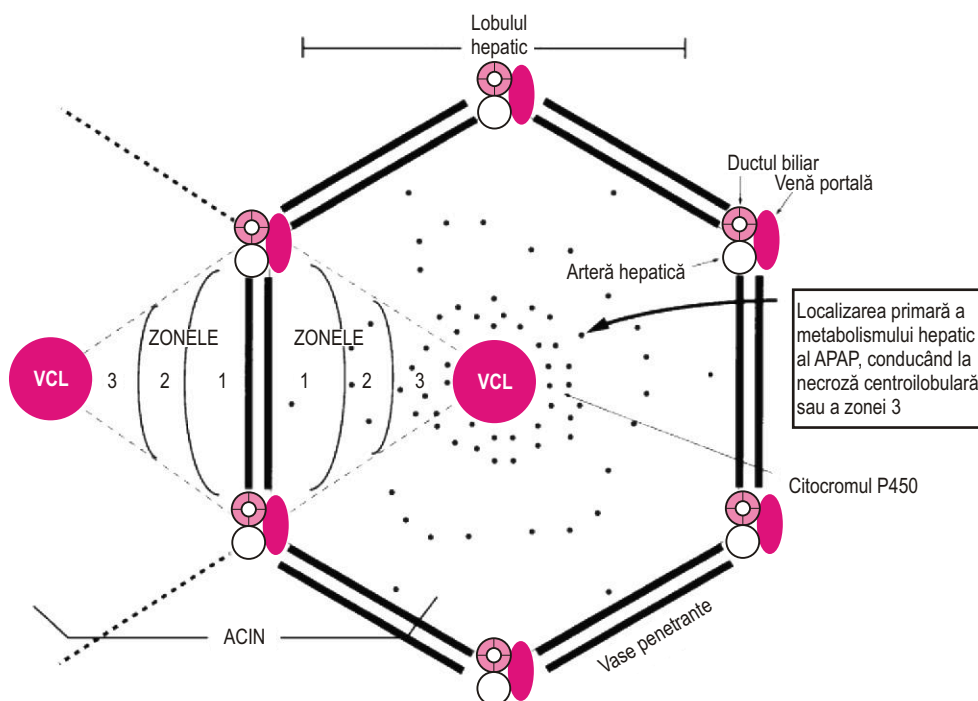 Lobulul
hepatic
Ductul biliar
Venă portală
Arteră hepatică
Localizarea primară a
metabolismului hepatic
al APAP, conducând la
necroză centroilobulară
sau a zonei 3
ZONELE
ZONELE
VCL
3
2
1
1
2
3
VCL
Citocromul P450
ACIN
Vase penetrante